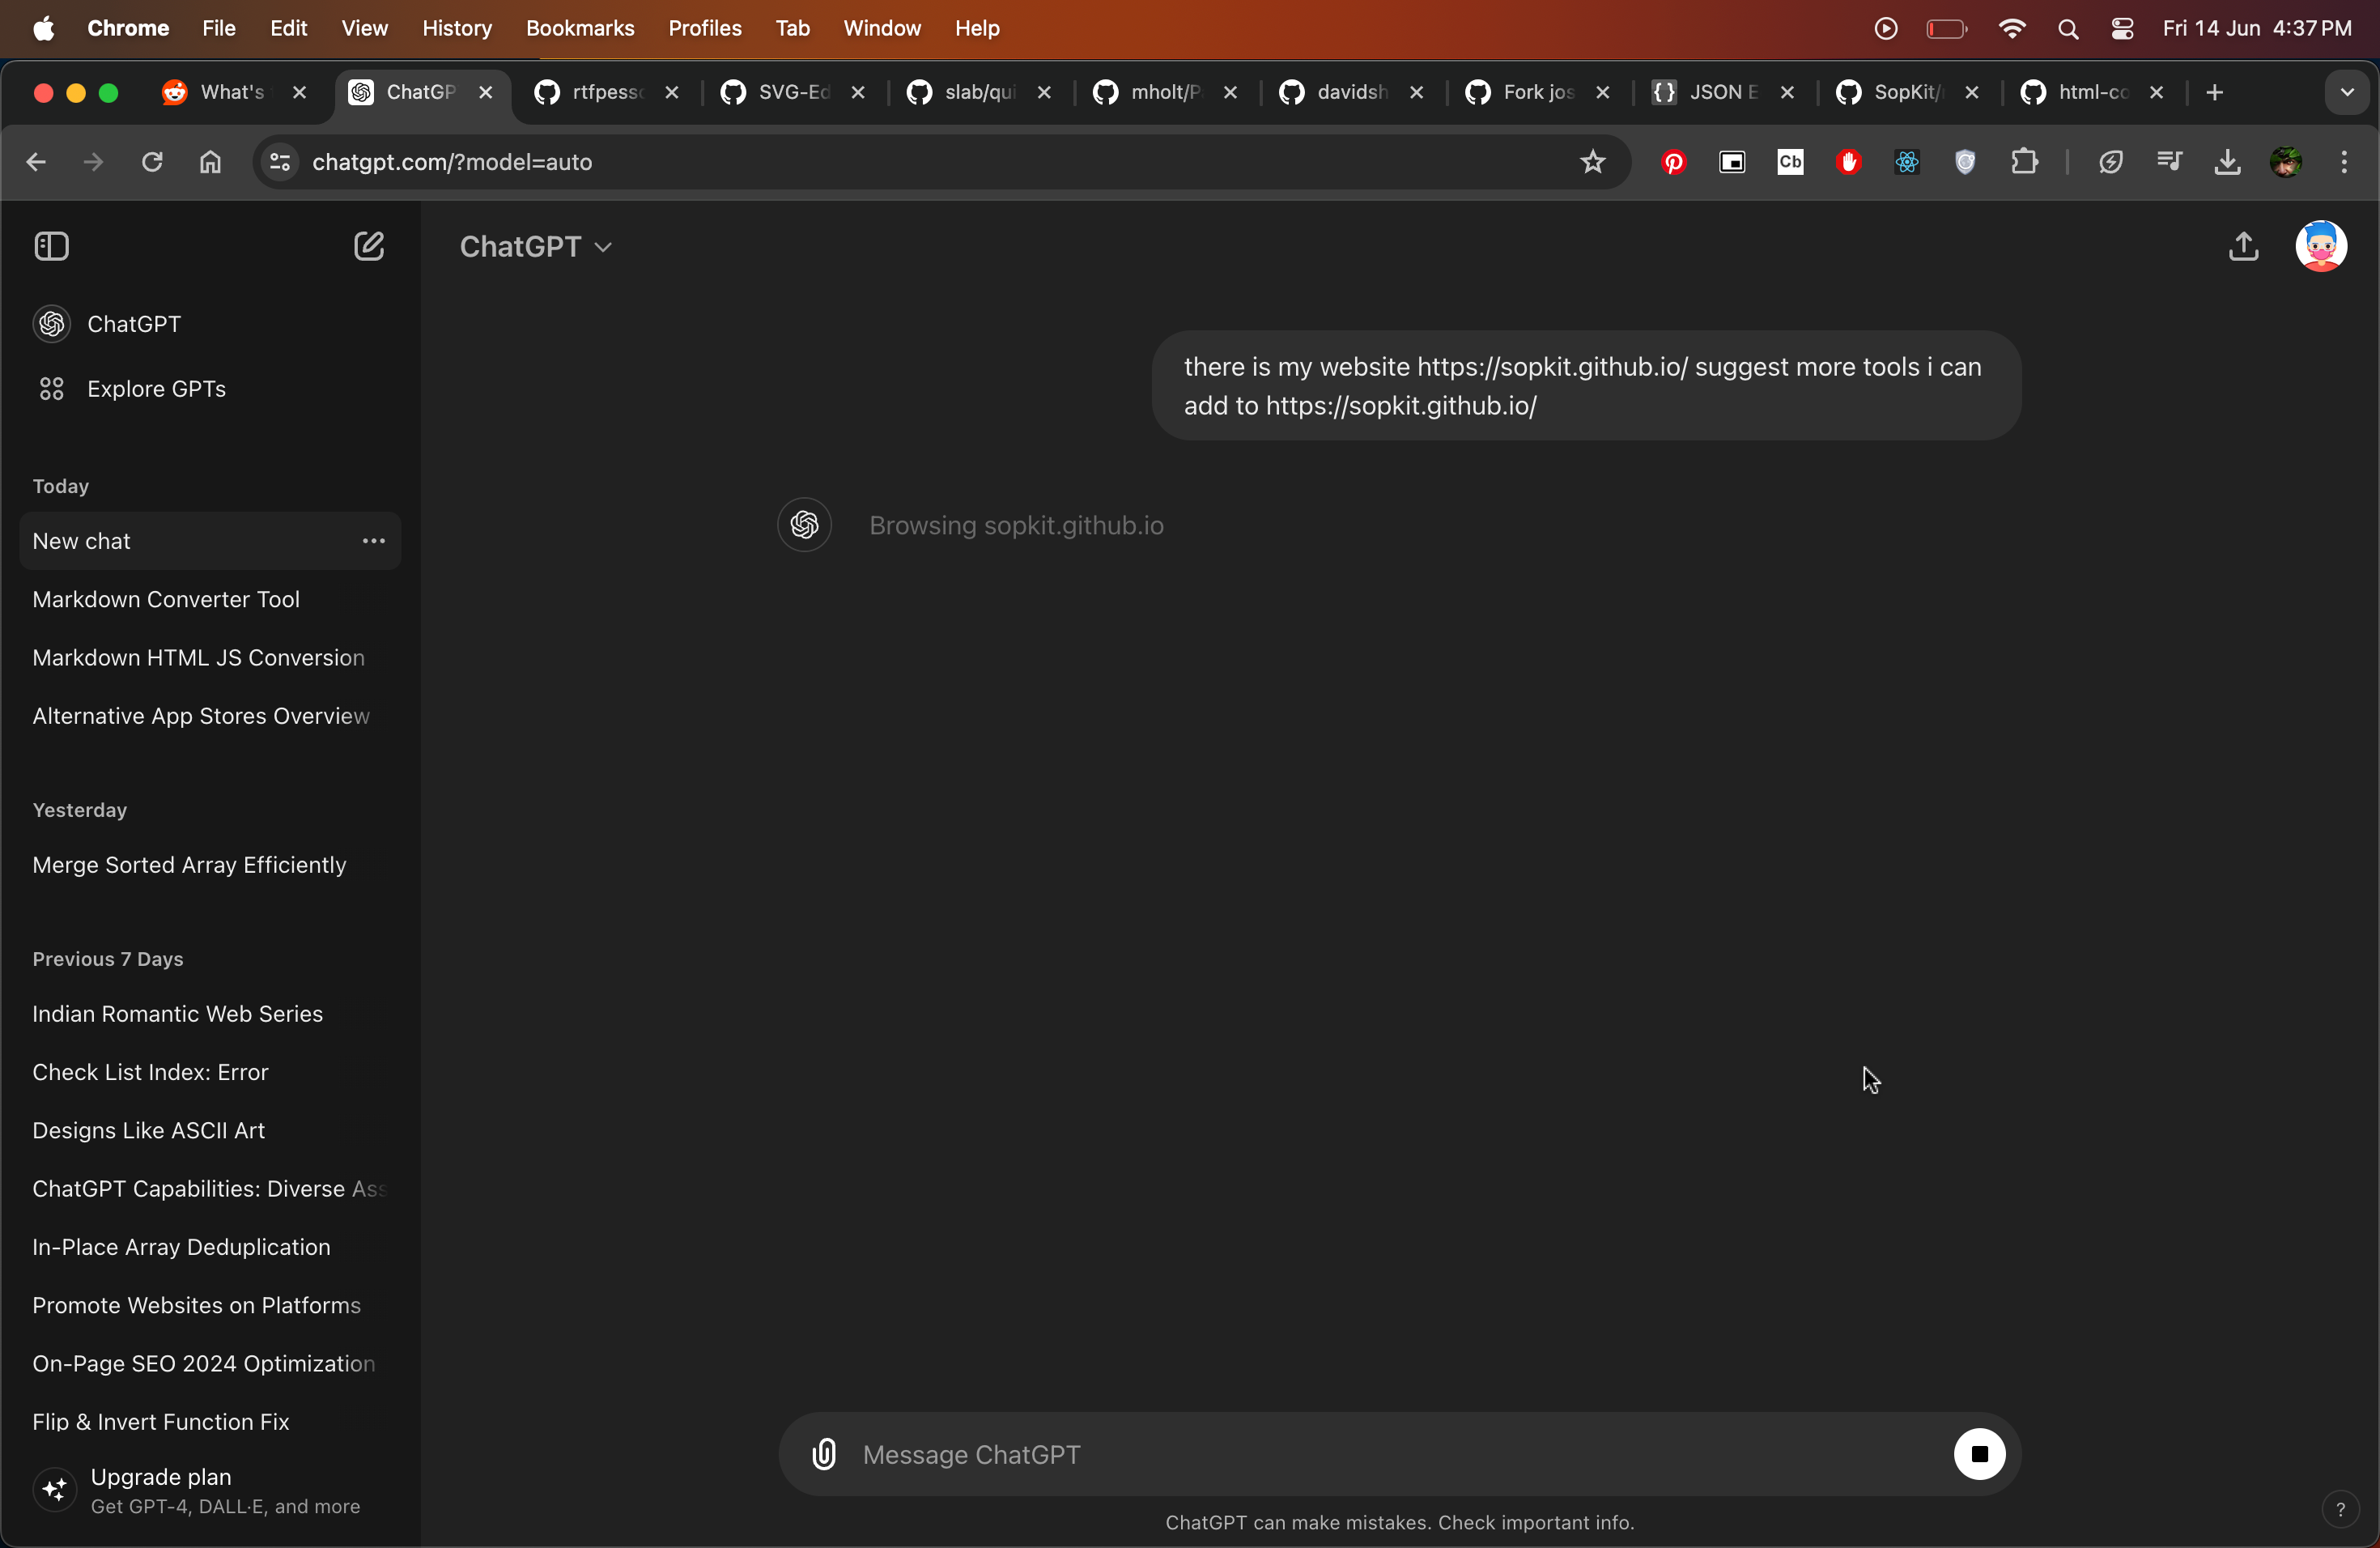 Chrome File Edit View History Bookmarks Profiles Tab Window Help Fri 14 Jun 4:37 PM
What's ChatGP rtfpess SVG-Ed slab/qui mholt/P davidsh Fork jos {} JSON E SopKit/ html-co
chatgpt.com/?model=auto Cb
ChatGPT
ChatGPT
Explore GPTs
there is my website https://sopkit.github.io/ suggest more tools i can
add to https://sopkit.github.io/
Browsing sopkit.github.io
Today
New chat
Markdown Converter Tool
Markdown HTML JS Conversion
Alternative App Stores Overview
Yesterday
Merge Sorted Array Efficiently
Previous 7 Days
Indian Romantic Web Series
Check List Index: Error
Designs Like ASCII Art
ChatGPT Capabilities: Diverse Ass
In-Place Array Deduplication
Promote Websites on Platforms
On-Page SEO 2024 Optimization
Flip & Invert Function Fix
Upgrade plan
Get GPT-4, DALL·E, and more
Message ChatGPT
ChatGPT can make mistakes. Check important info.
?